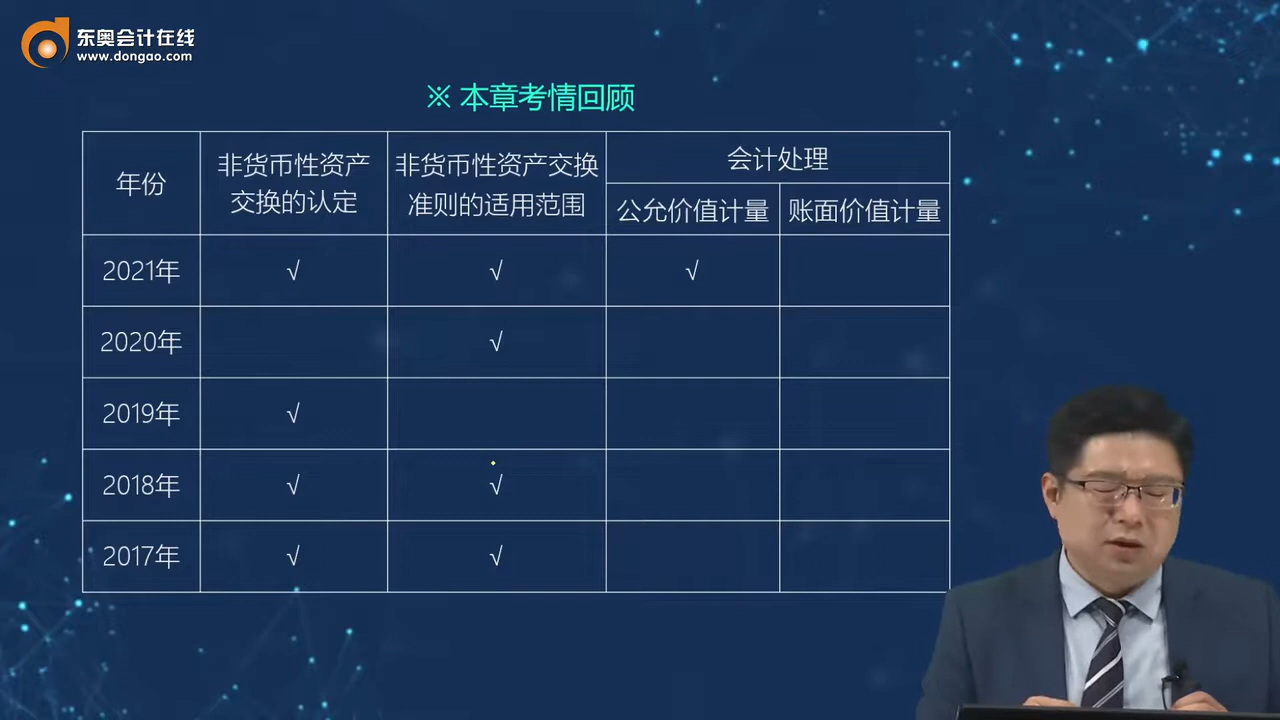 东奥会计在线
www.dongao.com
※ 本章考情回顾
年份
非货币性资产
交换的认定
非货币性资产交换
准则的适用范围
会计处理
公允价值计量
账面价值计量
2021年 √ √ √
2020年 √
2019年 √
2018年 √ √
2017年 √ √